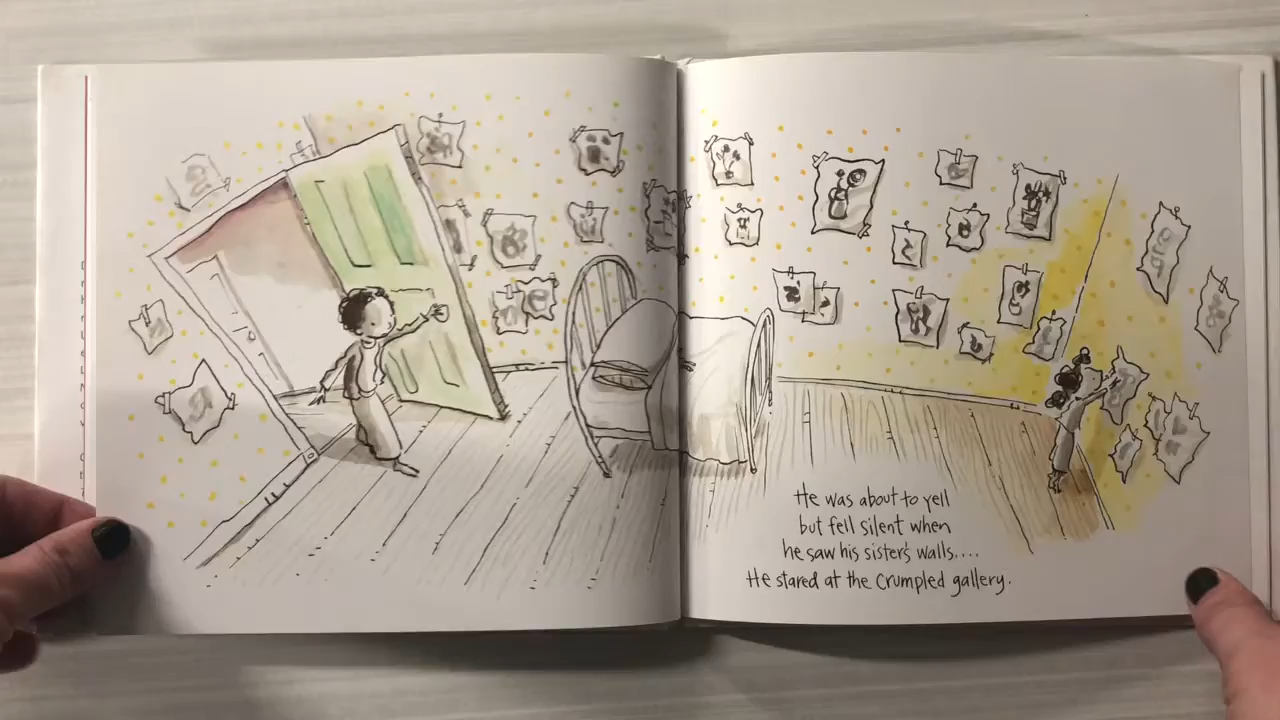 He was about to yell
but fell silent when
he saw his sister's walls....
He stared at the crumpled gallery.